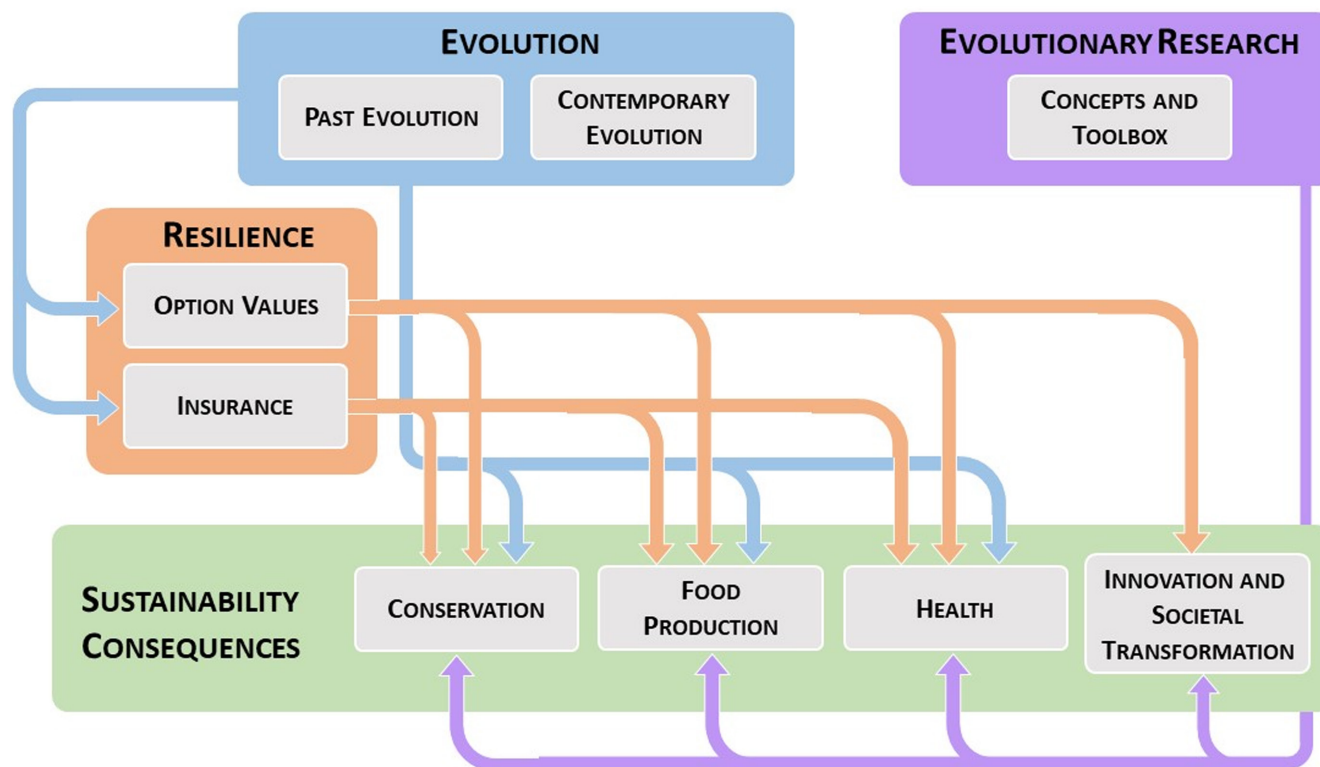 EVOLUTION
PAST EVOLUTION
CONTEMPORARY
EVOLUTION
EVOLUTIONARY RESEARCH
CONCEPTS AND
TOOLBOX
RESILIENCE
OPTION VALUES
INSURANCE
SUSTAINABILITY
CONSEQUENCES
CONSERVATION
FOOD
PRODUCTION
HEALTH
INNOVATION AND
SOCIETAL
TRANSFORMATION